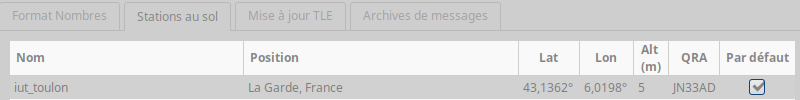 Format Nombres Stations au sol Mise à jour TLE Archives de messages
Nom Position Lat Lon Alt (m) QRA Par défaut
iut_toulon La Garde, France 43,1362° 6,0198° 5 JN33AD